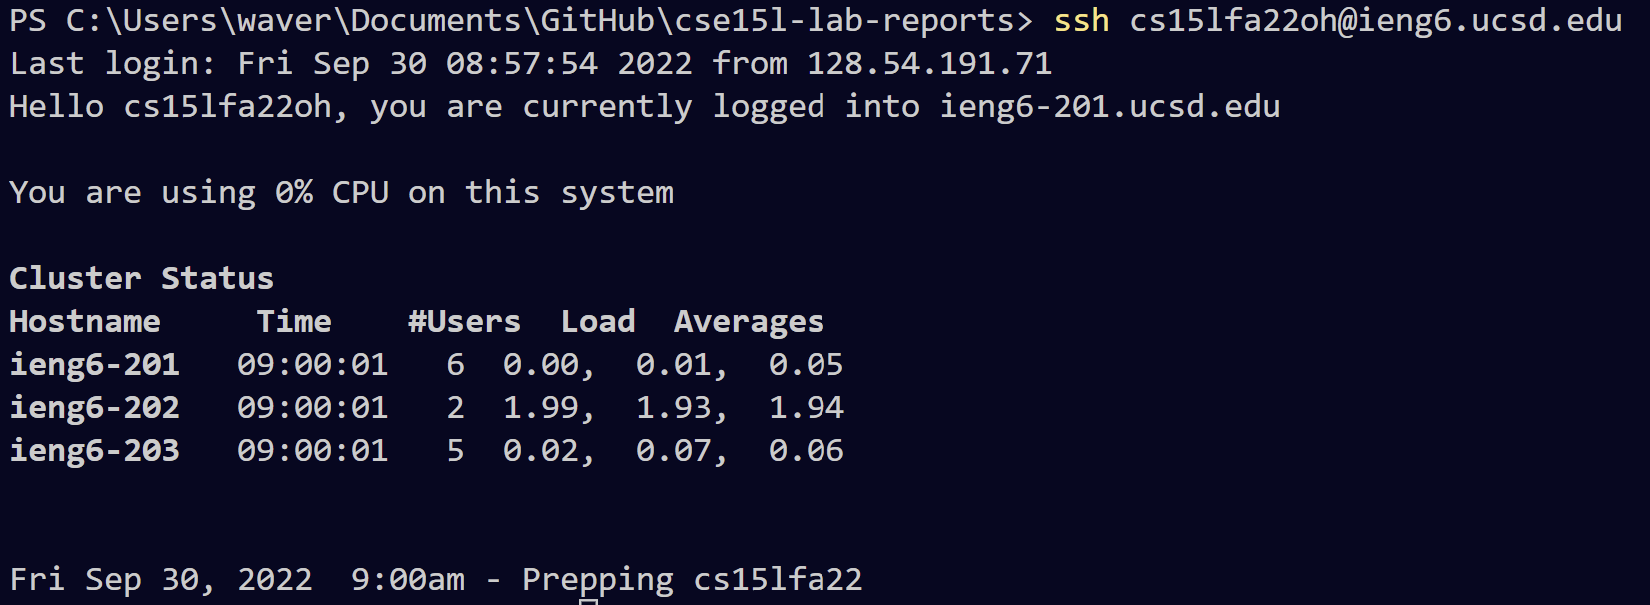 PS C:\Users\waver\Documents\GitHub\cse15l-lab-reports> ssh cs15lfa22oh@ieng6.ucsd.edu
Last login: Fri Sep 30 08:57:54 2022 from 128.54.191.71
Hello cs15lfa22oh, you are currently logged into ieng6-201.ucsd.edu
You are using 0% CPU on this system
Cluster Status
Hostname     Time    #Users  Load  Averages
ieng6-201   09:00:01   6  0.00,  0.01,  0.05
ieng6-202   09:00:01   2  1.99,  1.93,  1.94
ieng6-203   09:00:01   5  0.02,  0.07,  0.06
Fri Sep 30, 2022  9:00am - Prepping cs15lfa22